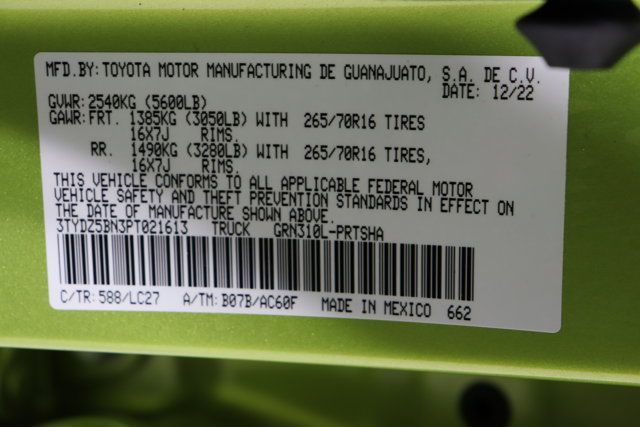 MFD.BY:TOYOTA MOTOR MANUFACTURING DE GUANAJUATO, S.A. DE C.V.
DATE: 12/22
GVWR:2540KG (5600LB)
GAWR:FRT. 1385KG (3050LB) WITH 265/70R16 TIRES
16X7J RIMS.
RR. 1490KG (3280LB) WITH 265/70R16 TIRES,
16X7J RIMS.
THIS VEHICLE CONFORMS TO ALL APPLICABLE FEDERAL MOTOR
VEHICLE SAFETY AND THEFT PREVENTION STANDARDS IN EFFECT ON
THE DATE OF MANUFACTURE SHOWN ABOVE.
3TYDZ5BN3PT021613 TRUCK GRN310L-PRTSHA
C/TR:588/LC27 A/TM:B07B/AC60F MADE IN MEXICO 662